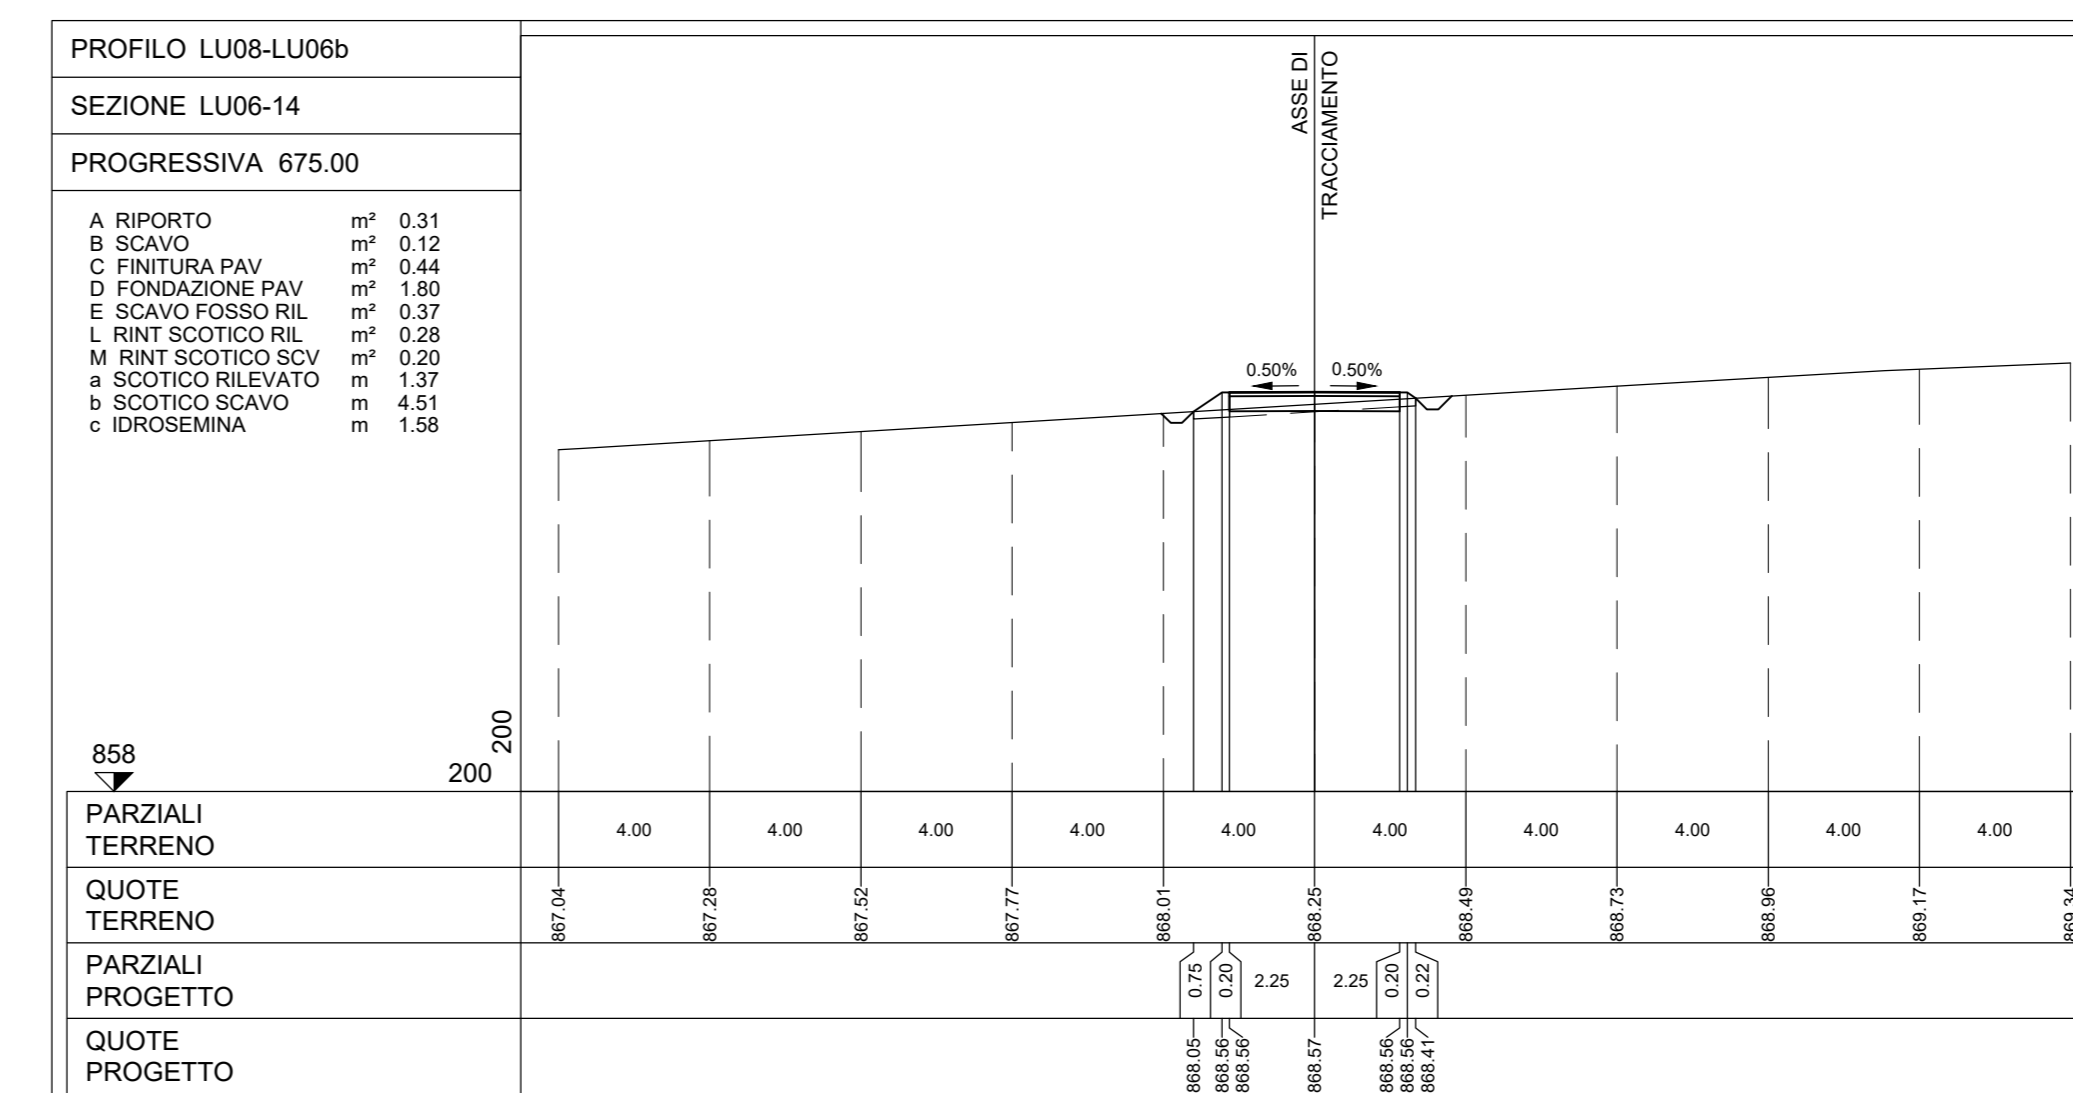 PROFILO LU08-LU06b
SEZIONE LU06-14
PROGRESSIVA 675.00
A RIPORTO m² 0.31
B SCAVO m² 0.12
C FINITURA PAV m² 0.44
D FONDAZIONE PAV m² 1.80
E SCAVO FOSSO RIL m² 0.37
L RINT SCOTICO RIL m² 0.28
M RINT SCOTICO SCV m² 0.20
a SCOTICO RILEVATO m 1.37
b SCOTICO SCAVO m 4.51
c IDROSEMINA m 1.58
ASSE DI
TRACCIAMENTO
0.50% 0.50%
858
200
200
PARZIALI
TERRENO
4.00 4.00 4.00 4.00 4.00 4.00 4.00 4.00 4.00 4.00
QUOTE
TERRENO
867.04 867.28 867.52 867.77 868.01 868.25 868.49 868.73 868.96 869.17 869.34
PARZIALI
PROGETTO
0.75 0.20 2.25 2.25 0.20 0.22
QUOTE
PROGETTO
868.05 868.56 868.56 868.57 868.56 868.56 868.41